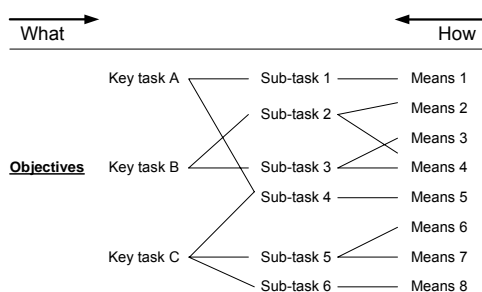 What How
Key task A Sub-task 1 Means 1
Means 2
Sub-task 2
Means 3
Objectives Key task B Sub-task 3 Means 4
Sub-task 4 Means 5
Means 6
Key task C Sub-task 5 Means 7
Sub-task 6 Means 8